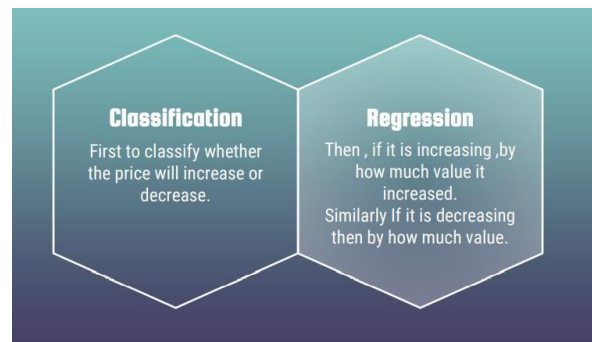 Classification
First to classify whether
the price will increase or
decrease.
Regression
Then , if it is increasing ,by
how much value it
increased.
Similarly If it is decreasing
then by how much value.